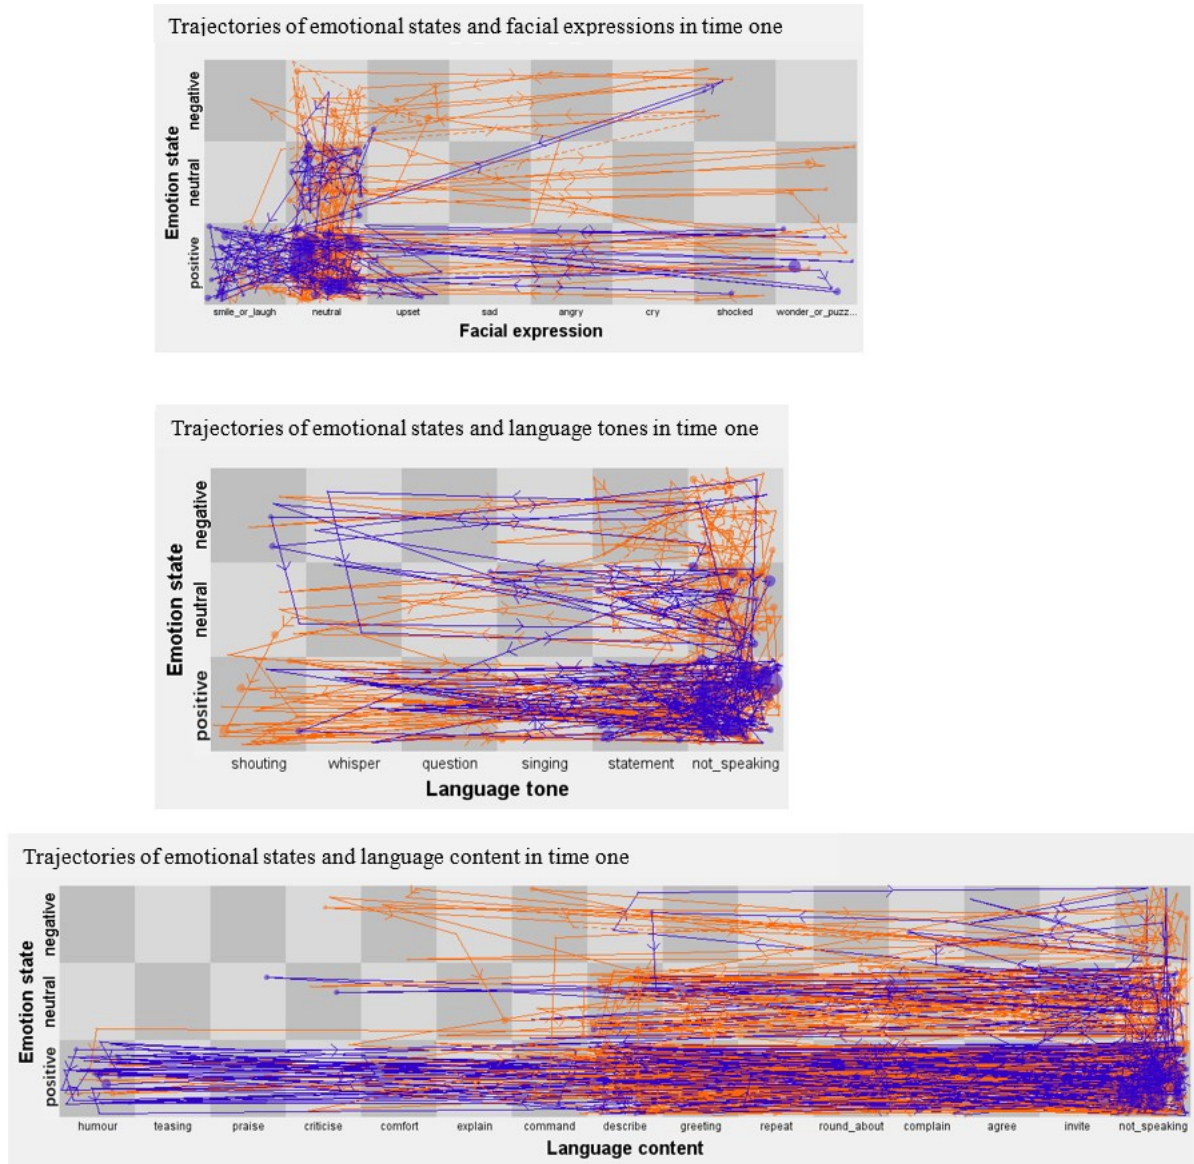 Trajectories of emotional states and facial expressions in time one
Emotion state
negative
neutral
positive
smile_or_laugh neutral upset sad angry cry shocked wonder_or_puzz...
Facial expression
Trajectories of emotional states and language tones in time one
Emotion state
negative
neutral
positive
shouting whisper question singing statement not_speaking
Language tone
Trajectories of emotional states and language content in time one
Emotion state
negative
neutral
positive
humour teasing praise criticise comfort explain command describe greeting repeat round_about complain agree invite not_speaking
Language content